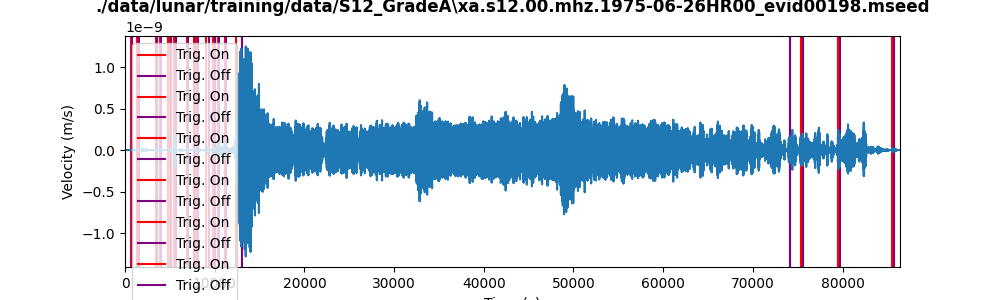 ./data/lunar/training/data/S12_GradeA\xa.s12.00.mhz.1975-06-26HR00_evid00198.mseed
1e−9
Velocity (m/s)
1.0
0.5
0.0
−0.5
−1.0
Trig. On
Trig. Off
Trig. On
Trig. Off
Trig. On
Trig. Off
Trig. On
Trig. Off
Trig. On
Trig. Off
Trig. On
Trig. Off
0 10000 20000 30000 40000 50000 60000 70000 80000